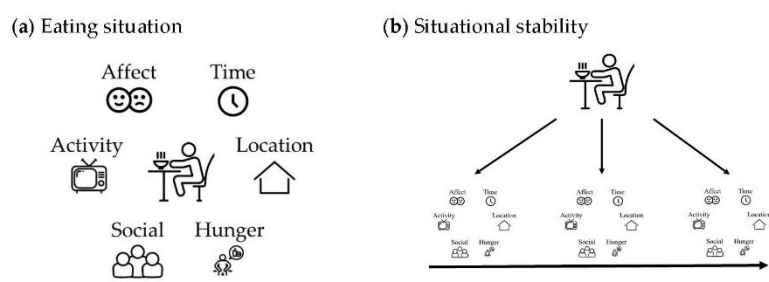 (a) Eating situation
Affect Time
Activity Location
Social Hunger
(b) Situational stability
Affect Time Affect Time Affect Time
Activity Location Activity Location Activity Location
Social Hunger Social Hunger Social Hunger